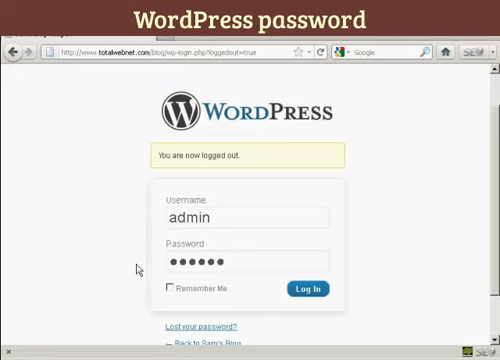 WordPress password
http://www.totalwebnet.com/blog/wp-login.php?loggedout=true
Google
SEO
WORDPRESS
You are now logged out.
Username
admin
Password
Remember Me
Log In
Lost your password?
← Back to Sam's Blog